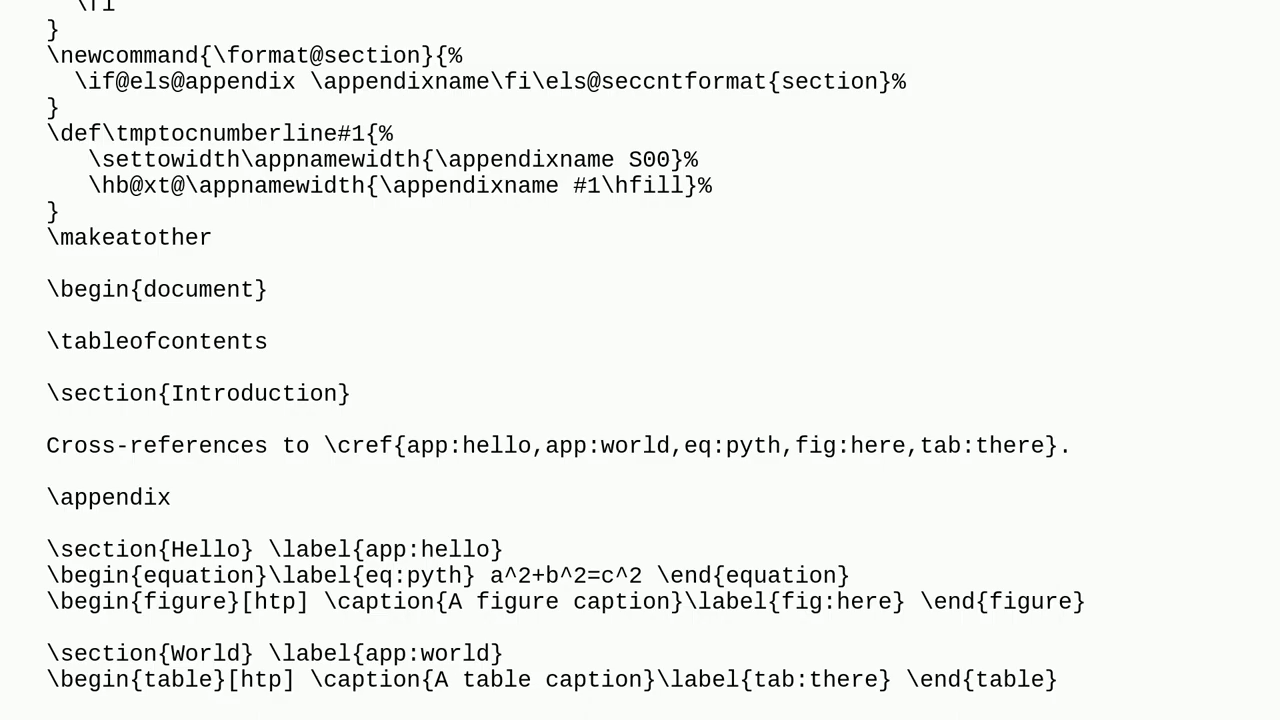 \fi
}
\newcommand{\format@section}{%
  \if@els@appendix \appendixname\fi\els@seccntformat{section}%
}
\def\tmptocnumberline#1{%
   \settowidth\appnamewidth{\appendixname S00}%
   \hb@xt@\appnamewidth{\appendixname #1\hfill}%
}
\makeatother
\begin{document}
\tableofcontents
\section{Introduction}
Cross-references to \cref{app:hello,app:world,eq:pyth,fig:here,tab:there}.
\appendix
\section{Hello} \label{app:hello}
\begin{equation}\label{eq:pyth} a^2+b^2=c^2 \end{equation}
\begin{figure}[htp] \caption{A figure caption}\label{fig:here} \end{figure}
\section{World} \label{app:world}
\begin{table}[htp] \caption{A table caption}\label{tab:there} \end{table}